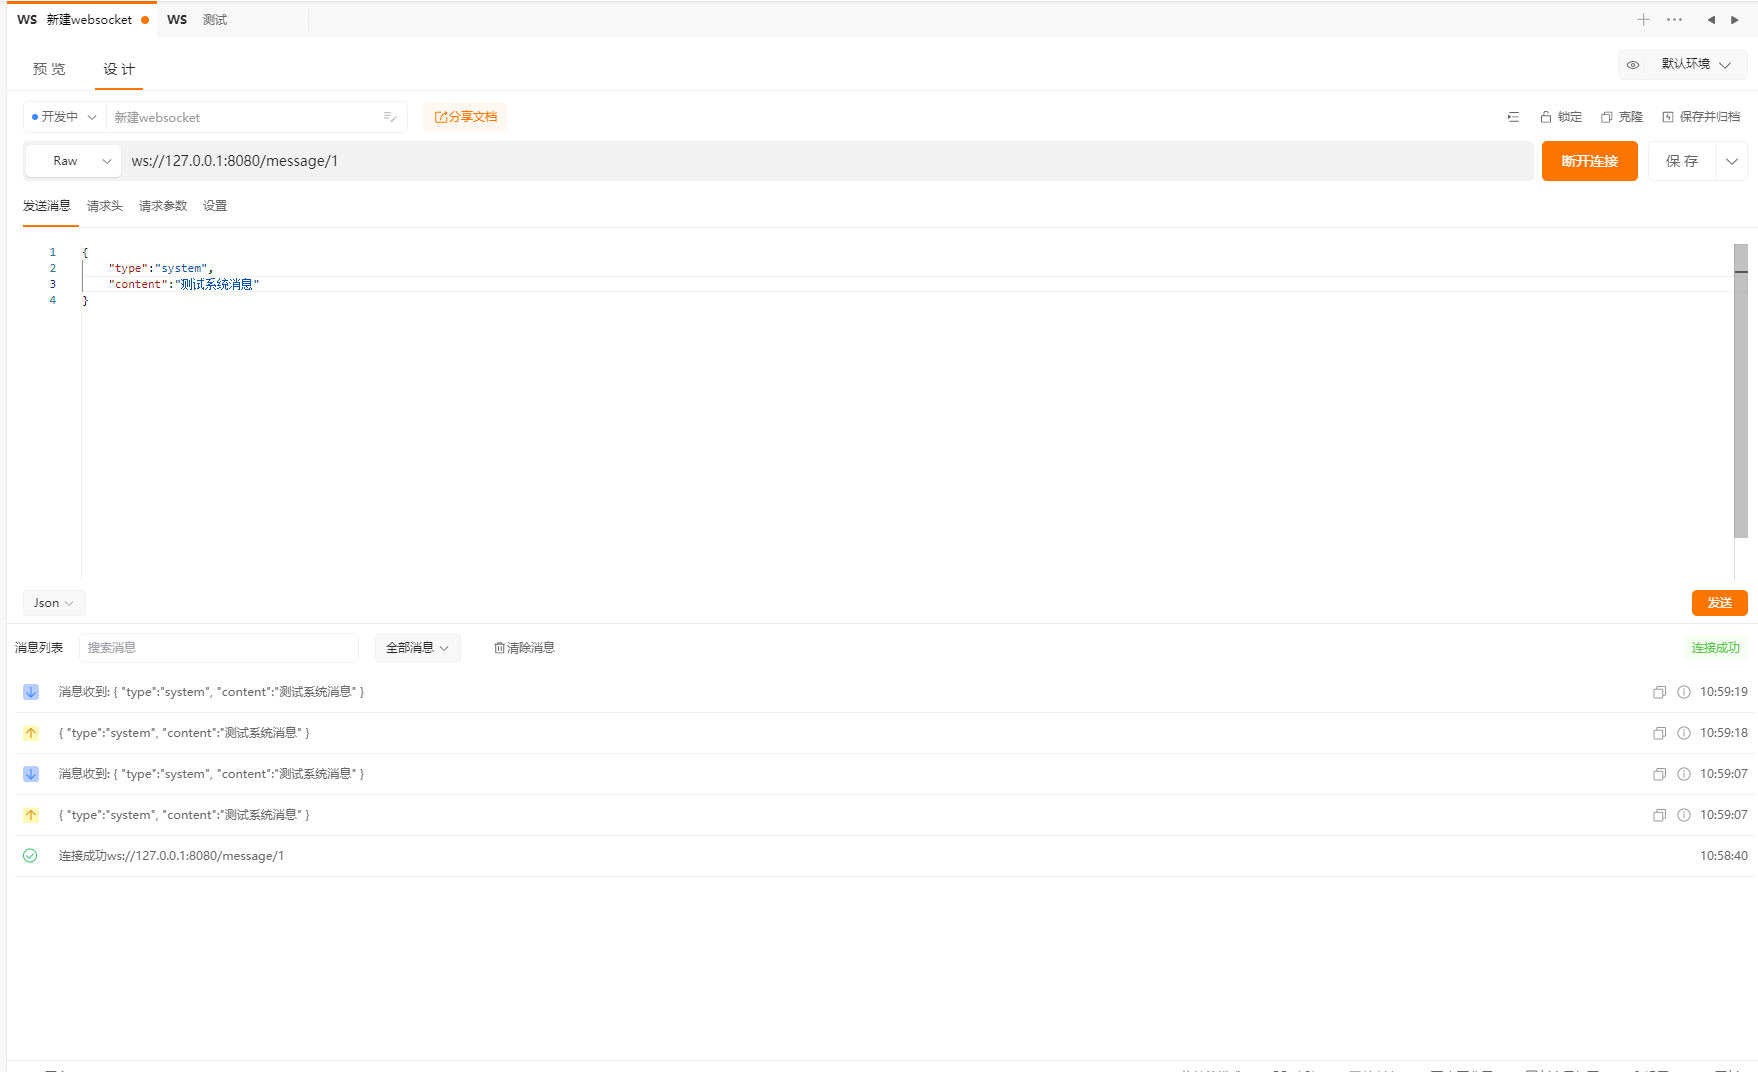 WS 新建websocket WS 测试
预览 设计 默认环境
开发中 新建websocket 分享文档 锁定 克隆 保存并归档
Raw ws://127.0.0.1:8080/message/1 断开连接 保存
发送消息 请求头 请求参数 设置
1 {
2 "type":"system",
3 "content":"测试系统消息"
4 }
Json 发送
消息列表 搜索消息 全部消息 清除消息 连接成功
消息收到: { "type":"system", "content":"测试系统消息" } 10:59:19
{ "type":"system", "content":"测试系统消息" } 10:59:18
消息收到: { "type":"system", "content":"测试系统消息" } 10:59:07
{ "type":"system", "content":"测试系统消息" } 10:59:07
连接成功ws://127.0.0.1:8080/message/1 10:58:40